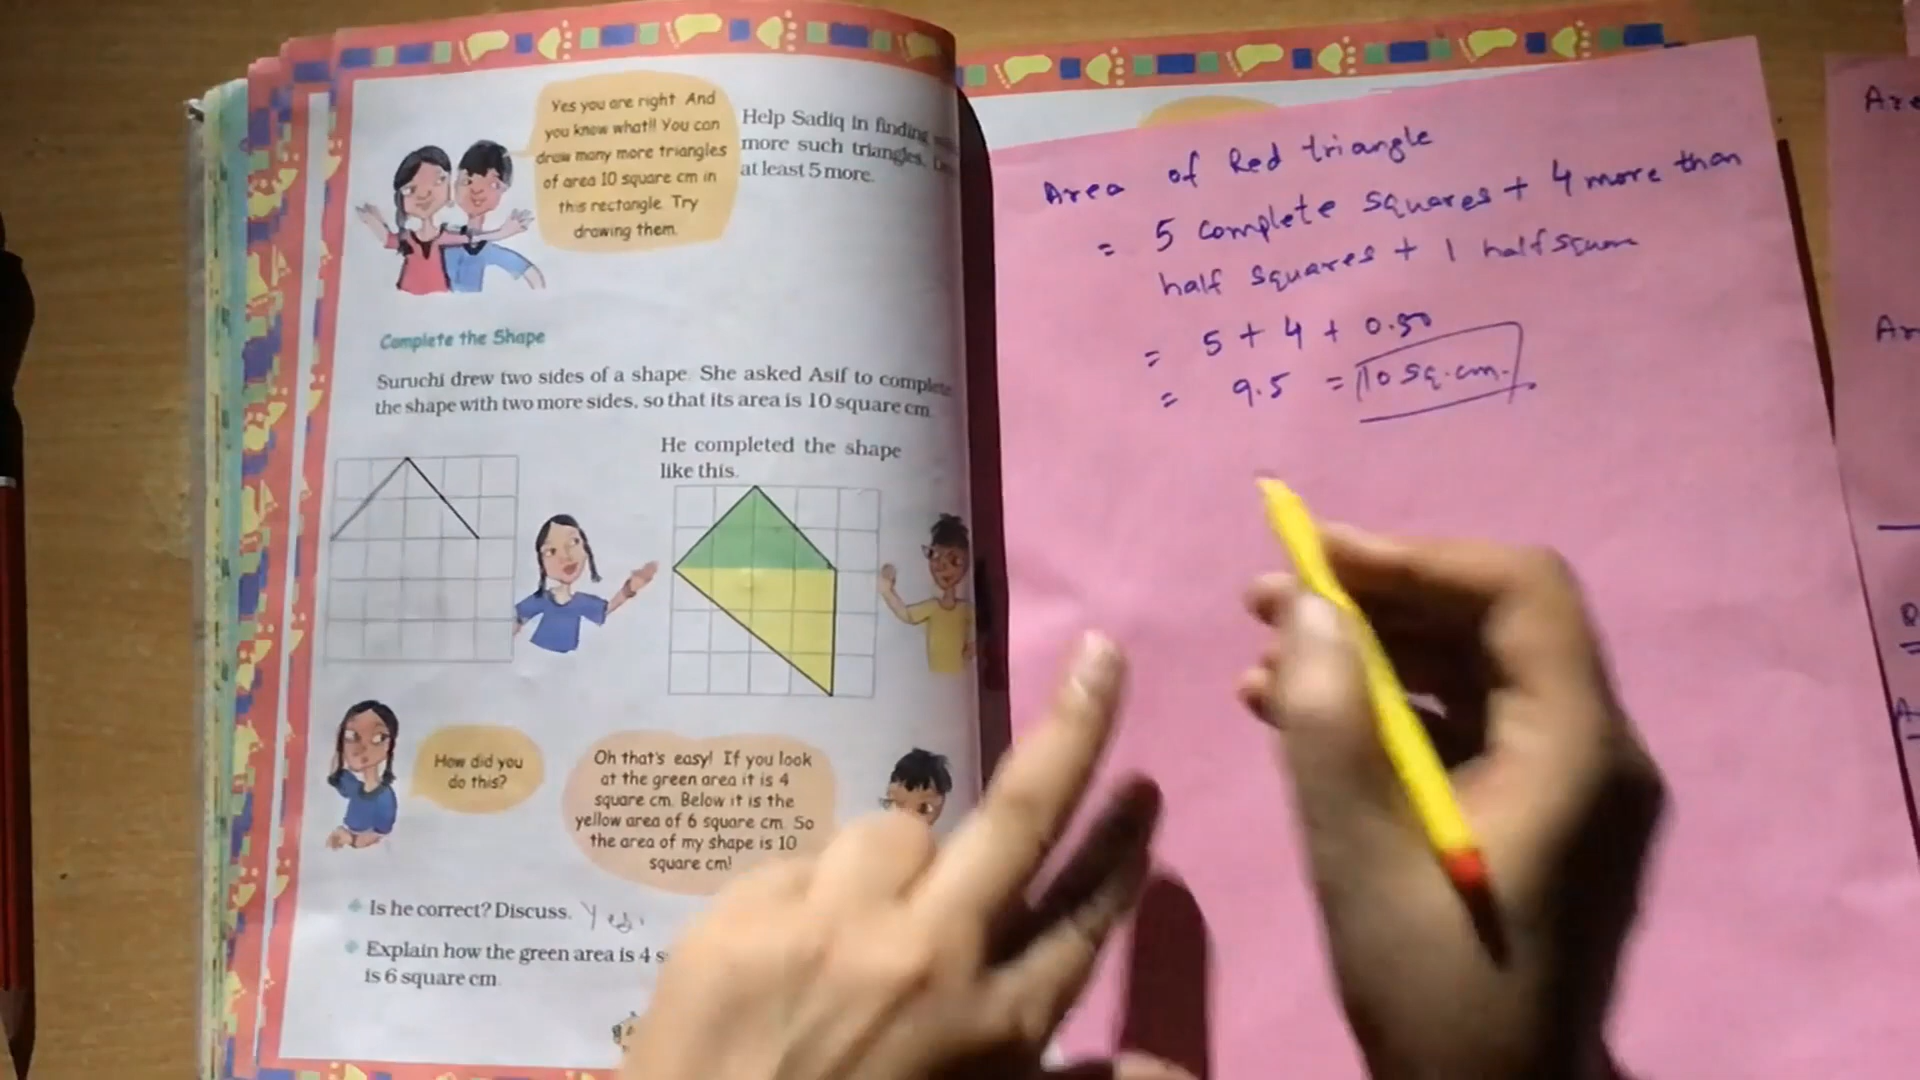 Yes you are right And
you know what!! You can
draw many more triangles
of area 10 square cm in
this rectangle. Try
drawing them.
Help Sadiq in finding
more such triangles.
at least 5 more.
Complete the Shape
Suruchi drew two sides of a shape. She asked Asif to complete
the shape with two more sides, so that its area is 10 square cm.
He completed the shape
like this.
How did you
do this?
Oh that's easy! If you look
at the green area it is 4
square cm. Below it is the
yellow area of 6 square cm. So
the area of my shape is 10
square cm!
Is he correct? Discuss. Yes.
Explain how the green area is 4 s
is 6 square cm.
Area of Red triangle
= 5 complete squares + 4 more than
half squares + 1 half square
= 5 + 4 + 0.50
= 9.5 = 10 sq.cm.
Are
Ar